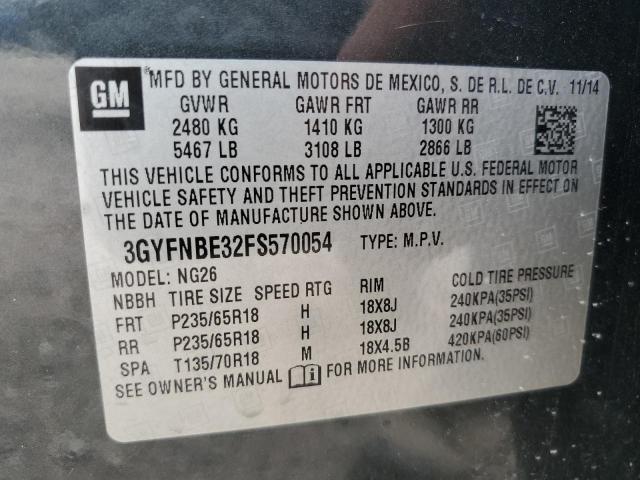 GM
*MFD BY GENERAL MOTORS DE MEXICO, S. DE R.L. DE C.V. 11/14
GVWR GAWR FRT GAWR RR
2480 KG 1410 KG 1300 KG
5467 LB 3108 LB 2866 LB
THIS VEHICLE CONFORMS TO ALL APPLICABLE U.S. FEDERAL MOTOR
VEHICLE SAFETY AND THEFT PREVENTION STANDARDS IN EFFECT ON
THE DATE OF MANUFACTURE SHOWN ABOVE.
3GYFNBE32FS570054 TYPE: M.P.V.
MODEL: NG26
NBBH TIRE SIZE SPEED RTG RIM COLD TIRE PRESSURE
FRT P235/65R18 H 18X8J 240KPA(35PSI)
RR P235/65R18 H 18X8J 240KPA(35PSI)
SPA T135/70R18 M 18X4.5B 420KPA(60PSI)
SEE OWNER'S MANUAL FOR MORE INFORMATION.